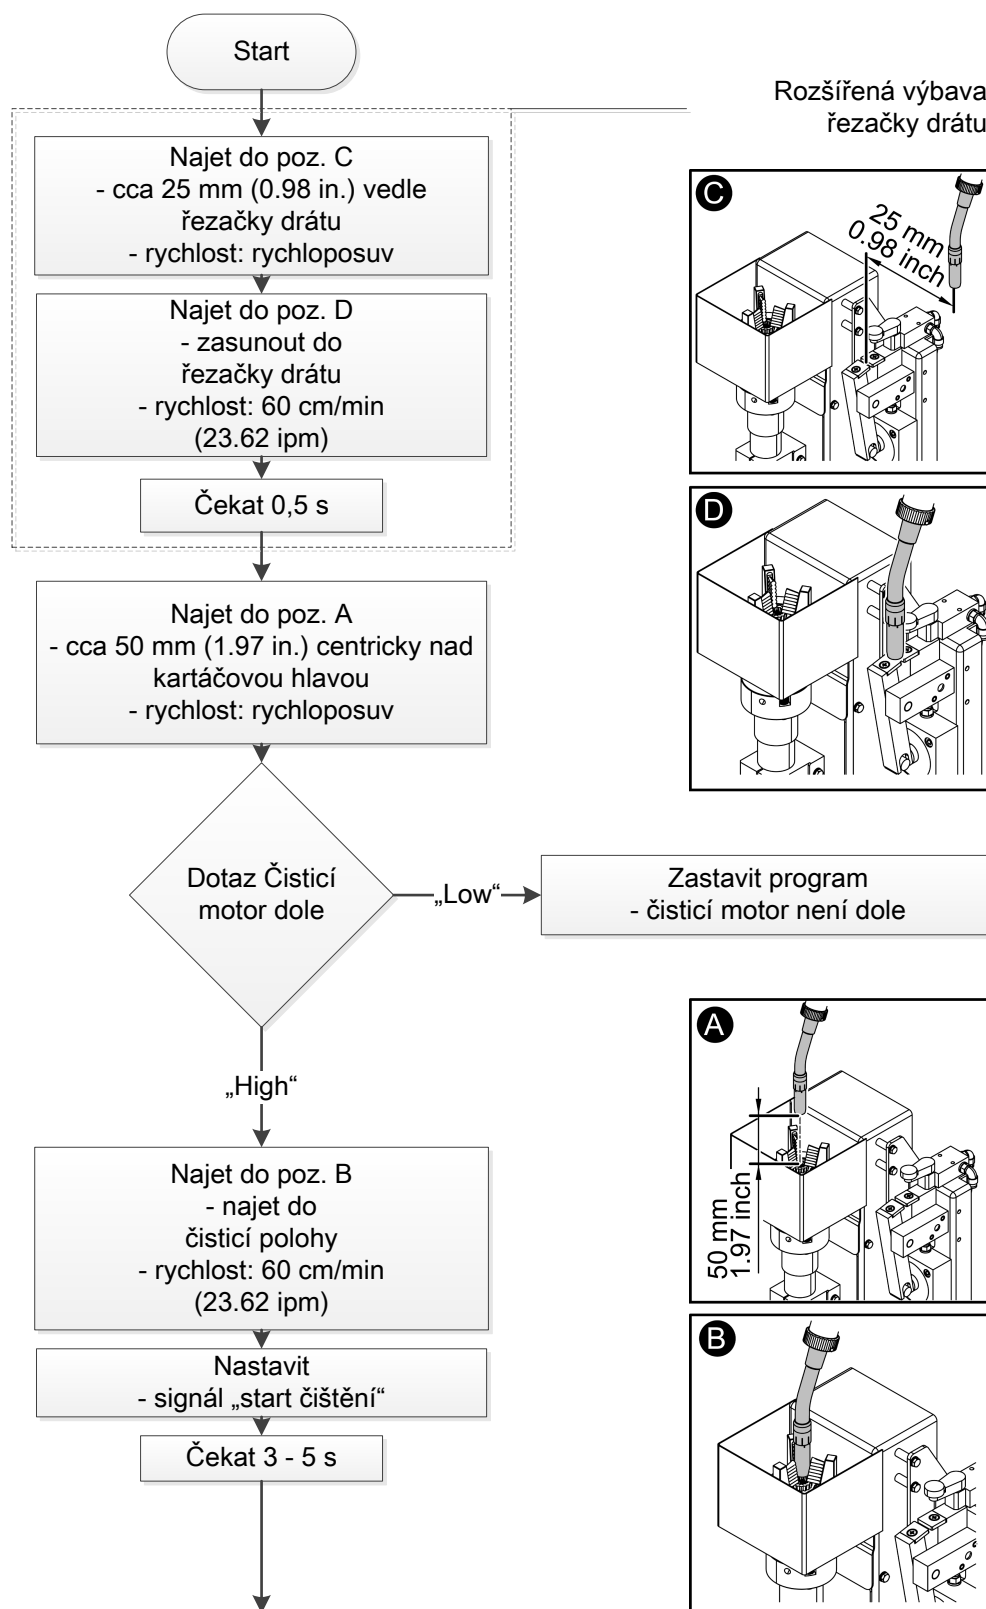 Start
Rozšířená výbava
řezačky drátu
Najet do poz. C
- cca 25 mm (0.98 in.) vedle
řezačky drátu
- rychlost: rychloposuv
Najet do poz. D
- zasunout do
řezačky drátu
- rychlost: 60 cm/min
(23.62 ipm)
Čekat 0,5 s
C
25 mm
0.98 inch
D
Najet do poz. A
- cca 50 mm (1.97 in.) centricky nad
kartáčovou hlavou
- rychlost: rychloposuv
Dotaz Čisticí
motor dole
„Low“
Zastavit program
- čisticí motor není dole
„High“
A
50 mm
1.97 inch
Najet do poz. B
- najet do
čisticí polohy
- rychlost: 60 cm/min
(23.62 ipm)
Nastavit
- signál „start čištění“
Čekat 3 - 5 s
B